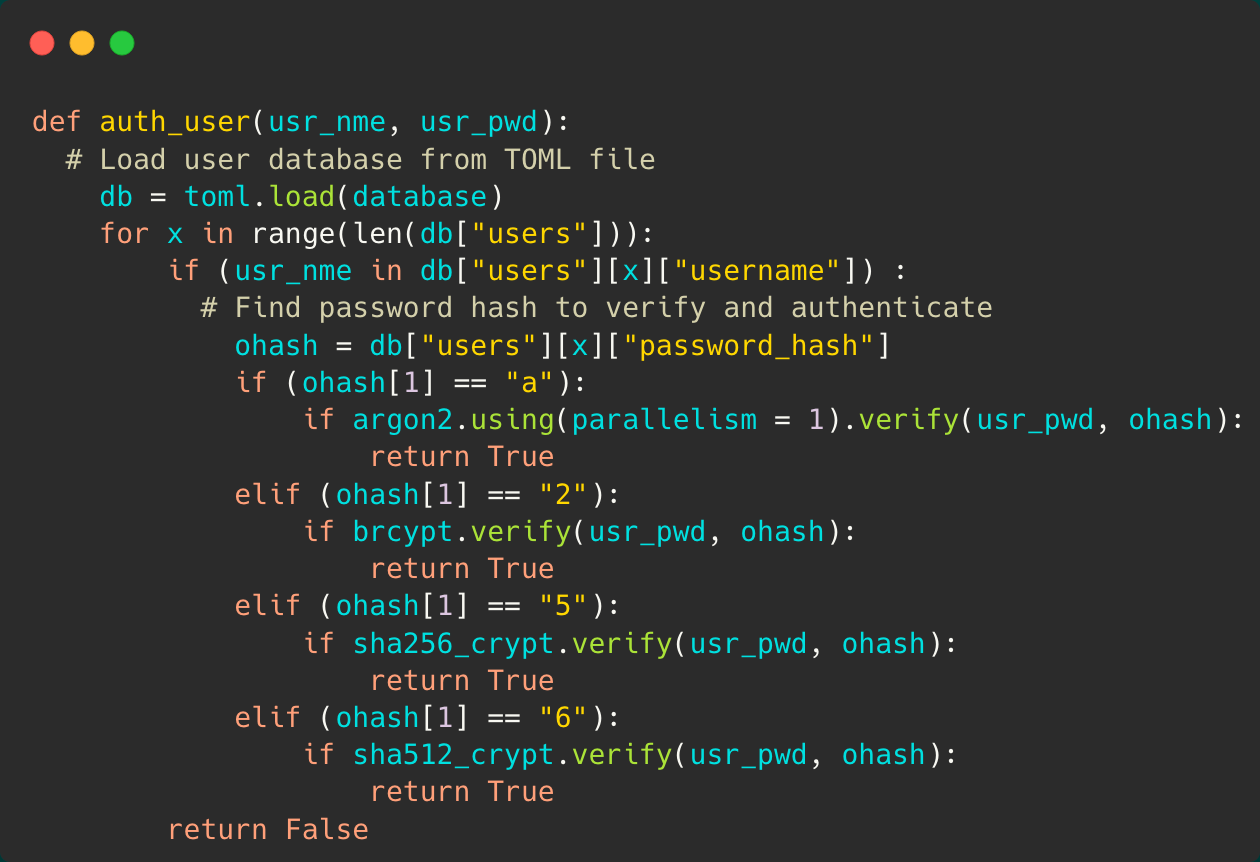 def auth_user(usr_nme, usr_pwd):
  # Load user database from TOML file
    db = toml.load(database)
    for x in range(len(db["users"])):
        if (usr_nme in db["users"][x]["username"]) :
          # Find password hash to verify and authenticate
            ohash = db["users"][x]["password_hash"]
            if (ohash[1] == "a"):
                if argon2.using(parallelism = 1).verify(usr_pwd, ohash):
                    return True
            elif (ohash[1] == "2"):
                if brcypt.verify(usr_pwd, ohash):
                    return True
            elif (ohash[1] == "5"):
                if sha256_crypt.verify(usr_pwd, ohash):
                    return True
            elif (ohash[1] == "6"):
                if sha512_crypt.verify(usr_pwd, ohash):
                    return True
        return False